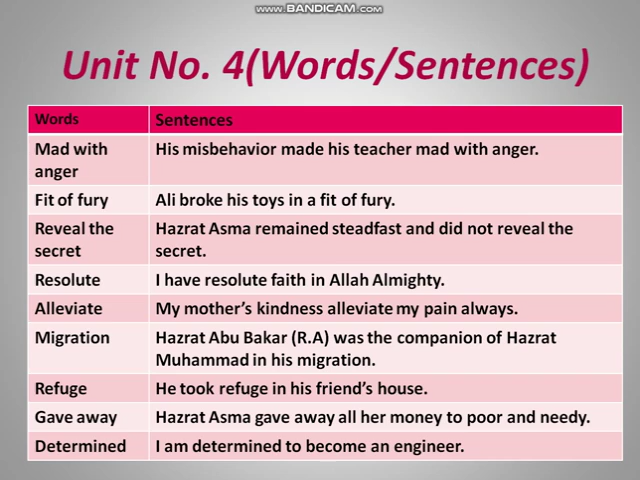 www.BANDICAM.com
Unit No. 4(Words/Sentences)
Words Sentences
Mad with His misbehavior made his teacher mad with anger.
anger
Fit of fury Ali broke his toys in a fit of fury.
Reveal the Hazrat Asma remained steadfast and did not reveal the
secret secret.
Resolute I have resolute faith in Allah Almighty.
Alleviate My mother’s kindness alleviate my pain always.
Migration Hazrat Abu Bakar (R.A) was the companion of Hazrat
Muhammad in his migration.
Refuge He took refuge in his friend’s house.
Gave away Hazrat Asma gave away all her money to poor and needy.
Determined I am determined to become an engineer.